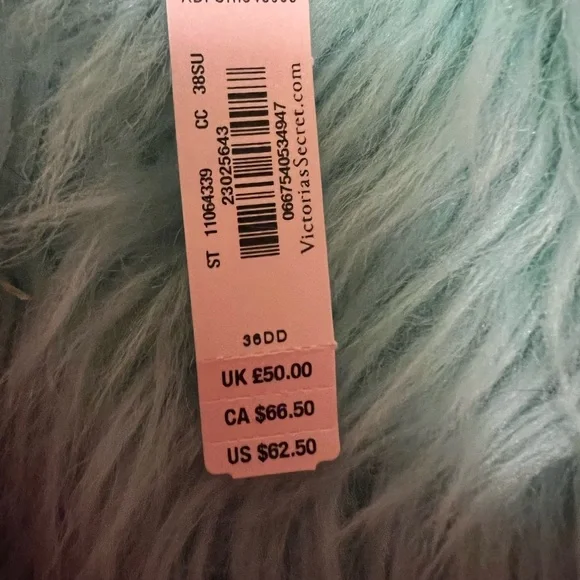 ST 11064339 CC 38SU
23025643
0667540534947
VictoriasSecret.com
36DD
UK £50.00
CA $66.50
US $62.50